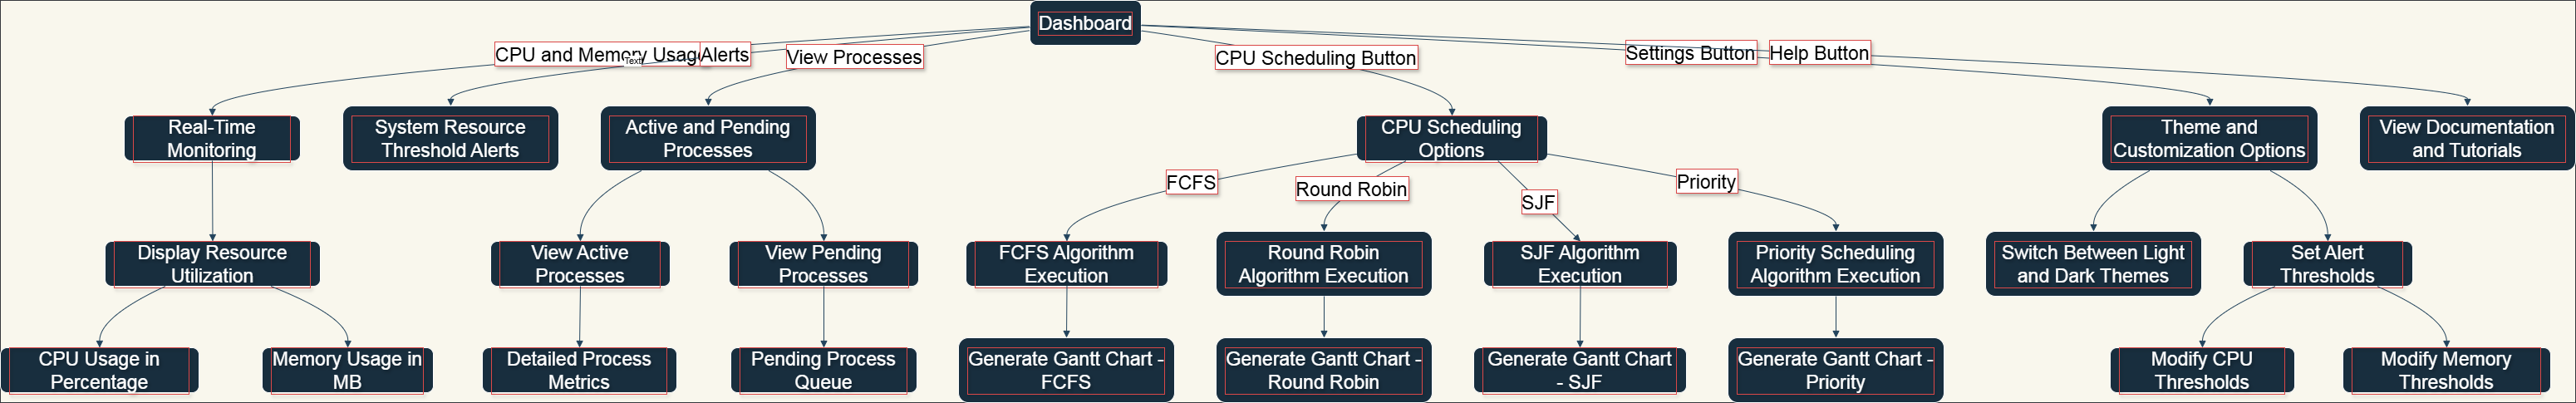 Dashboard
CPU and Memory Usag
Text
Alerts
View Processes
CPU Scheduling Button
Settings Button
Help Button
Real-Time
Monitoring
System Resource
Threshold Alerts
Active and Pending
Processes
CPU Scheduling
Options
Theme and
Customization Options
View Documentation
and Tutorials
FCFS
Round Robin
SJF
Priority
Display Resource
Utilization
View Active
Processes
View Pending
Processes
FCFS Algorithm
Execution
Round Robin
Algorithm Execution
SJF Algorithm
Execution
Priority Scheduling
Algorithm Execution
Switch Between Light
and Dark Themes
Set Alert
Thresholds
CPU Usage in
Percentage
Memory Usage in
MB
Detailed Process
Metrics
Pending Process
Queue
Generate Gantt Chart -
FCFS
Generate Gantt Chart -
Round Robin
Generate Gantt Chart
- SJF
Generate Gantt Chart -
Priority
Modify CPU
Thresholds
Modify Memory
Thresholds